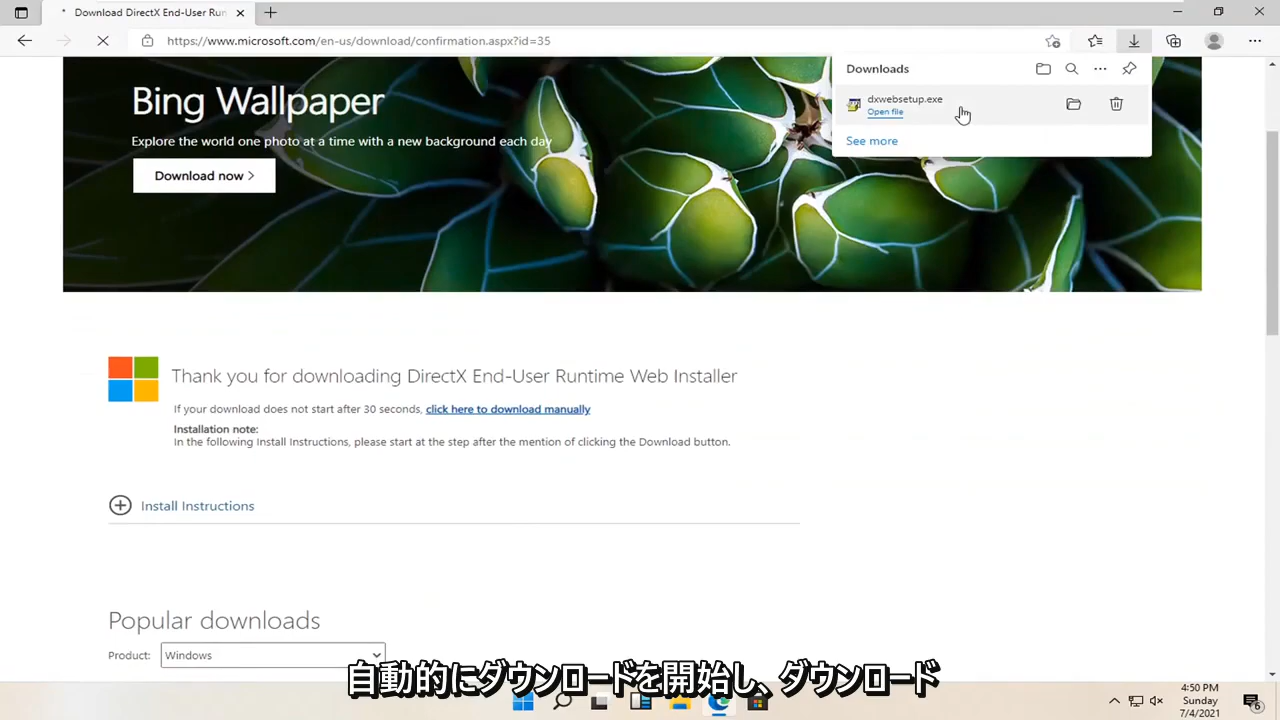 Download DirectX End-User Run
https://www.microsoft.com/en-us/download/confirmation.aspx?id=35
Downloads
dxwebsetup.exe
Open file
See more
Bing Wallpaper
Explore the world one photo at a time with a new background each day
Download now
Thank you for downloading DirectX End-User Runtime Web Installer
If your download does not start after 30 seconds, click here to download manually
Installation note:
In the following Install Instructions, please start at the step after the mention of clicking the Download button.
Install Instructions
Popular downloads
Product: Windows
自動的にダウンロードを開始し、ダウンロード
4:50 PM
Sunday
7/4/2021
6